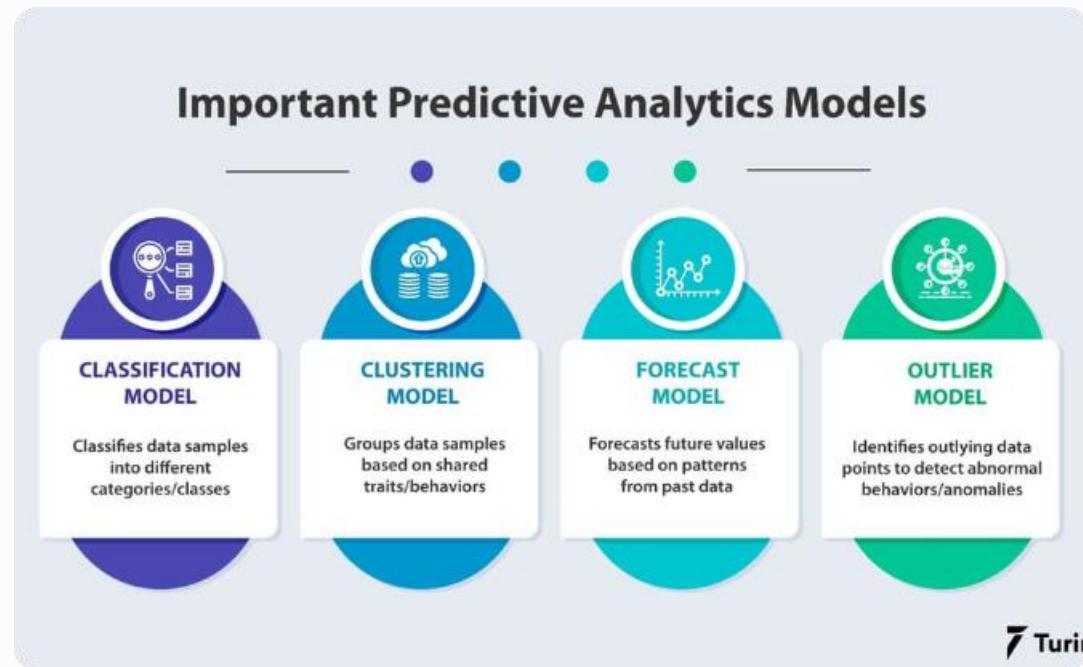 Important Predictive Analytics Models
CLASSIFICATION
MODEL
Classifies data samples
into different
categories/classes
CLUSTERING
MODEL
Groups data samples
based on shared
traits/behaviors
FORECAST
MODEL
Forecasts future values
based on patterns
from past data
OUTLIER
MODEL
Identifies outlying data
points to detect abnormal
behaviors/anomalies